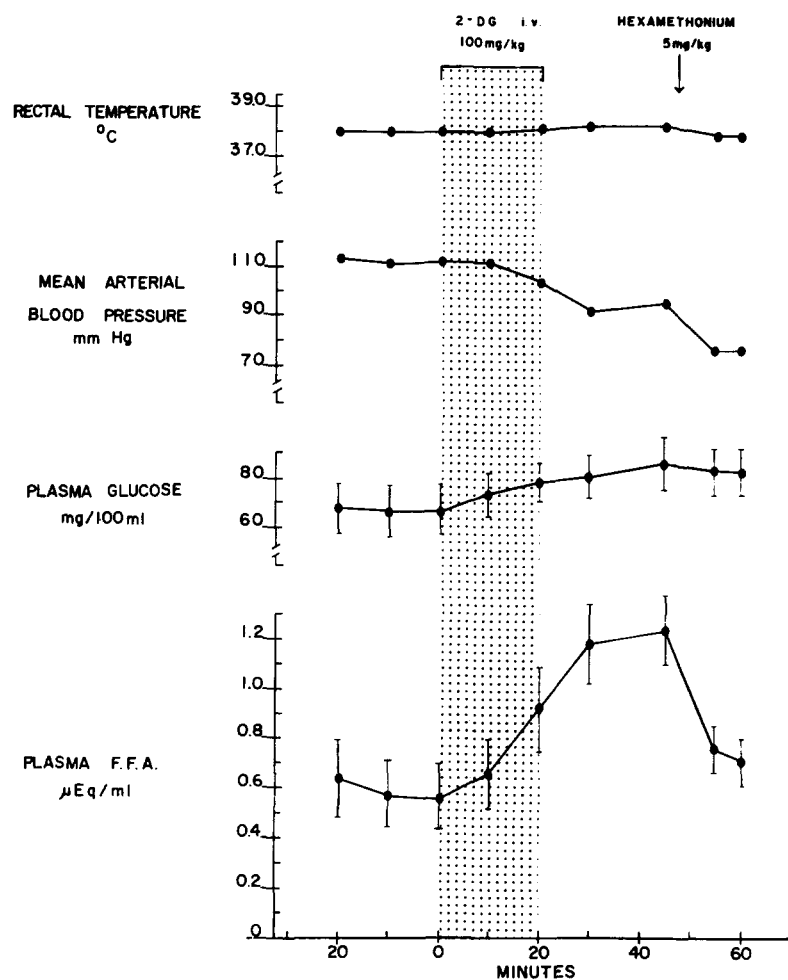 2-DG i.v.
100mg/kg
HEXAMETHONIUM
5mg/kg
RECTAL TEMPERATURE
°C
39.0
37.0
MEAN ARTERIAL
BLOOD PRESSURE
mm Hg
110
90
70
PLASMA GLUCOSE
mg/100ml
80
60
PLASMA F.F.A.
μEq/ml
1.2
1.0
0.8
0.6
0.4
0.2
0
20 0 20 40 60
MINUTES